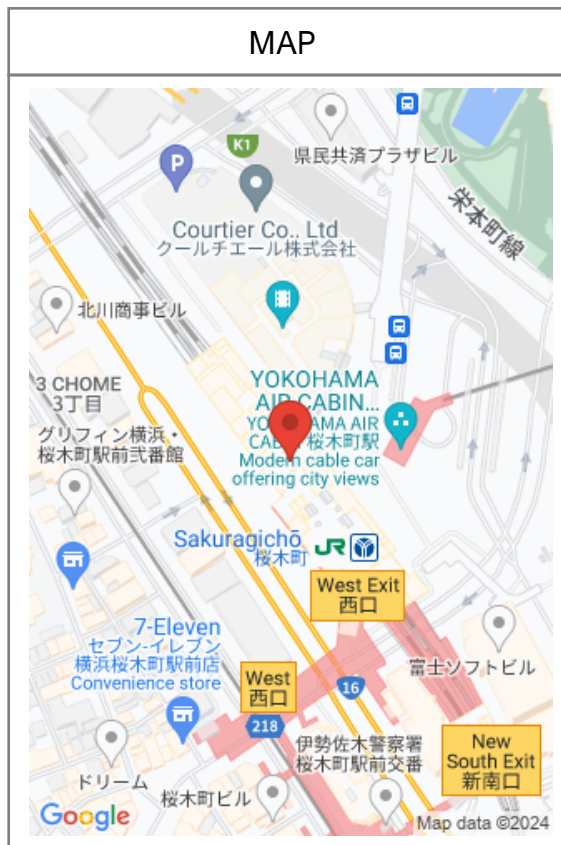 MAP
K1
県民共済プラザビル
P
Courtier Co., Ltd
クールチエール株式会社
栄本町線
北川商事ビル
3 CHOME
3丁目
YOKOHAMA
AIR CABIN...
YOKOHAMA AIR
桜木町駅
Modern cable car
offering city views
グリフィン横浜・
桜木町駅前弐番館
Sakuragichō
桜木町
JR
West Exit
西口
7-Eleven
セブン-イレブン
横浜桜木町駅前店
Convenience store
富士ソフトビル
West
西口
16
218
New
South Exit
新南口
伊勢佐木警察署
桜木町駅前交番
ドリーム
桜木町ビル
Google
Map data ©2024